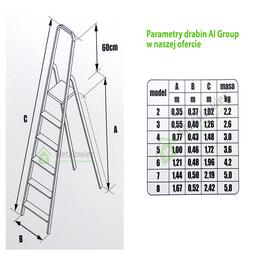 Parametry drabin Al Group
w naszej ofercie
60cm
C
A
B
model A B C masa
m m m kg
2 0,35 0,37 1,02 2.2
3 0,55 0,40 1,26 2.6
4 0,77 0,43 1,48 3.0
5 1,00 0,46 1,72 3.6
6 1,21 0,48 1,96 4.2
7 1,44 0,50 2,19 5.0
8 1,67 0,52 2,42 5.8